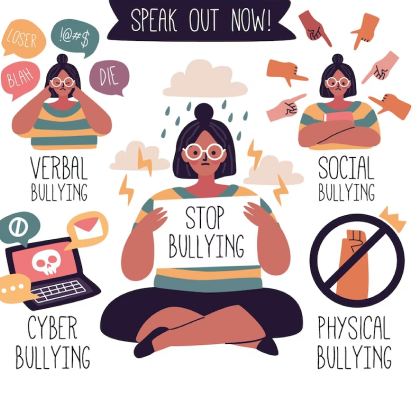 SPEAK OUT NOW!
LOSER
!@#$
BLAH
DIE
VERBAL
BULLYING
SOCIAL
BULLYING
STOP
BULLYING
CYBER
BULLYING
PHYSICAL
BULLYING